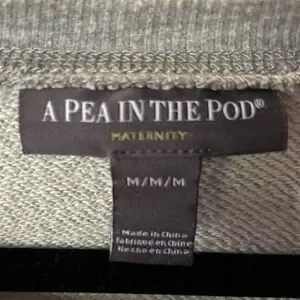 A PEA IN THE POD®
MATERNITY
M/M/M
Made in China
Fabriqué en Chine
Hecho en China